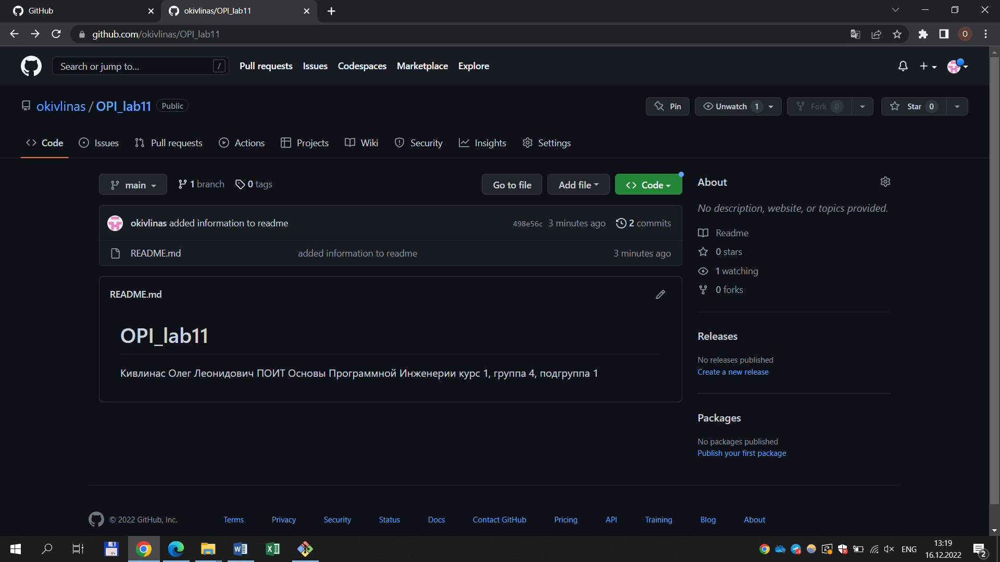 GitHub
okivlinas/OPI_lab11
github.com/okivlinas/OPI_lab11
O
Search or jump to...
/
Pull requests
Issues
Codespaces
Marketplace
Explore
okivlinas / OPI_lab11
Public
Pin
Unwatch 1
Fork 0
Star 0
Code
Issues
Pull requests
Actions
Projects
Wiki
Security
Insights
Settings
main
1 branch
0 tags
Go to file
Add file
Code
okivlinas added information to readme
498e56c 3 minutes ago
2 commits
README.md
added information to readme
3 minutes ago
README.md
OPI_lab11
Кивлинас Олег Леонидович ПОИТ Основы Программной Инженерии курс 1, группа 4, подгруппа 1
About
No description, website, or topics provided.
Readme
0 stars
1 watching
0 forks
Releases
No releases published
Create a new release
Packages
No packages published
Publish your first package
© 2022 GitHub, Inc.
Terms
Privacy
Security
Status
Docs
Contact GitHub
Pricing
API
Training
Blog
About
64
ENG
13:19
16.12.2022
2